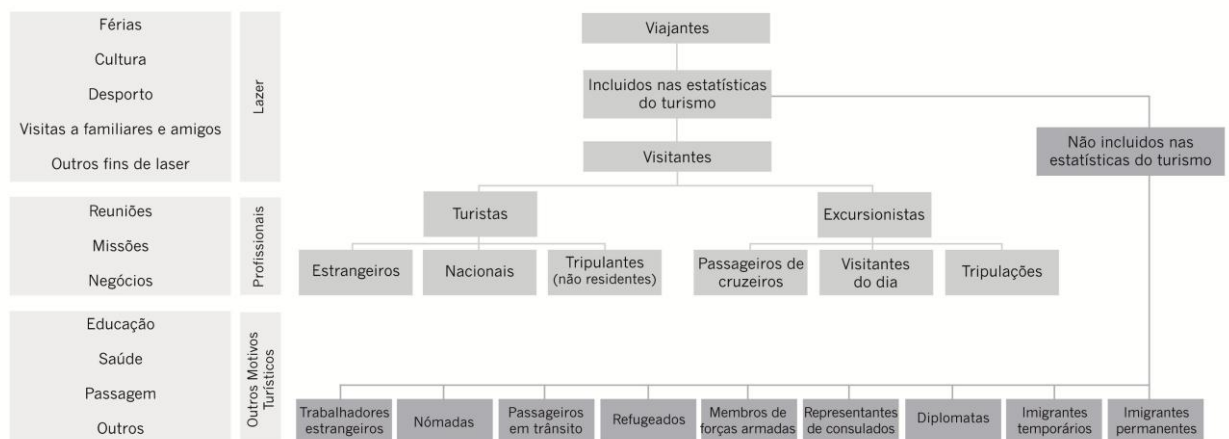 Férias
Cultura
Desporto
Visitas a familiares e amigos
Outros fins de laser
Lazer
Reuniões
Missões
Negócios
Profissionais
Educação
Saúde
Passagem
Outros
Outros Motivos
Turísticos
Viajantes
Incluidos nas estatísticas
do turismo
Não incluidos nas
estatísticas do turismo
Visitantes
Turistas
Excursionistas
Estrangeiros
Nacionais
Tripulantes
(não residentes)
Passageiros de
cruzeiros
Visitantes
do dia
Tripulações
Trabalhadores
estrangeiros
Nómadas
Passageiros
em trânsito
Refugeados
Membros de
forças armadas
Representantes
de consulados
Diplomatas
Imigrantes
temporários
Imigrantes
permanentes